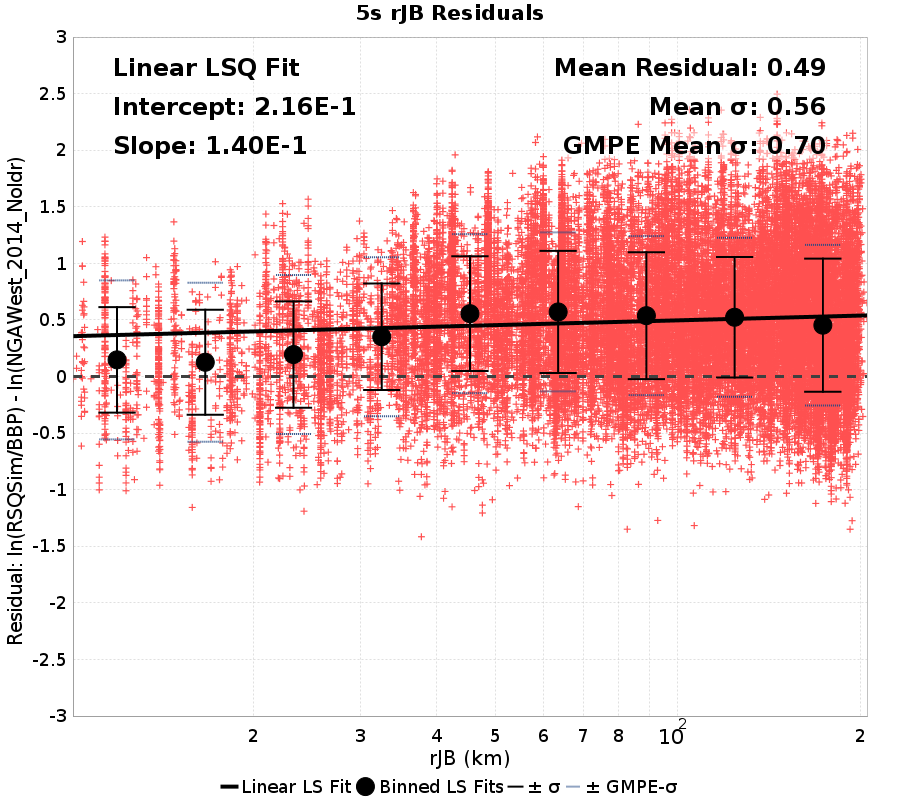 5s rJB Residuals
Linear LSQ Fit
Intercept: 2.16E-1
Slope: 1.40E-1
Mean Residual: 0.49
Mean σ: 0.56
GMPE Mean σ: 0.70
Residual: ln(RSQSim/BBP) - ln(NGAWest_2014_NoIdr)
3
2.5
2
1.5
1
0.5
0
-0.5
-1
-1.5
-2
-2.5
-3
2 3 4 5 6 7 8 10² 2
rJB (km)
Linear LS Fit Binned LS Fits ± σ ± GMPE-σ